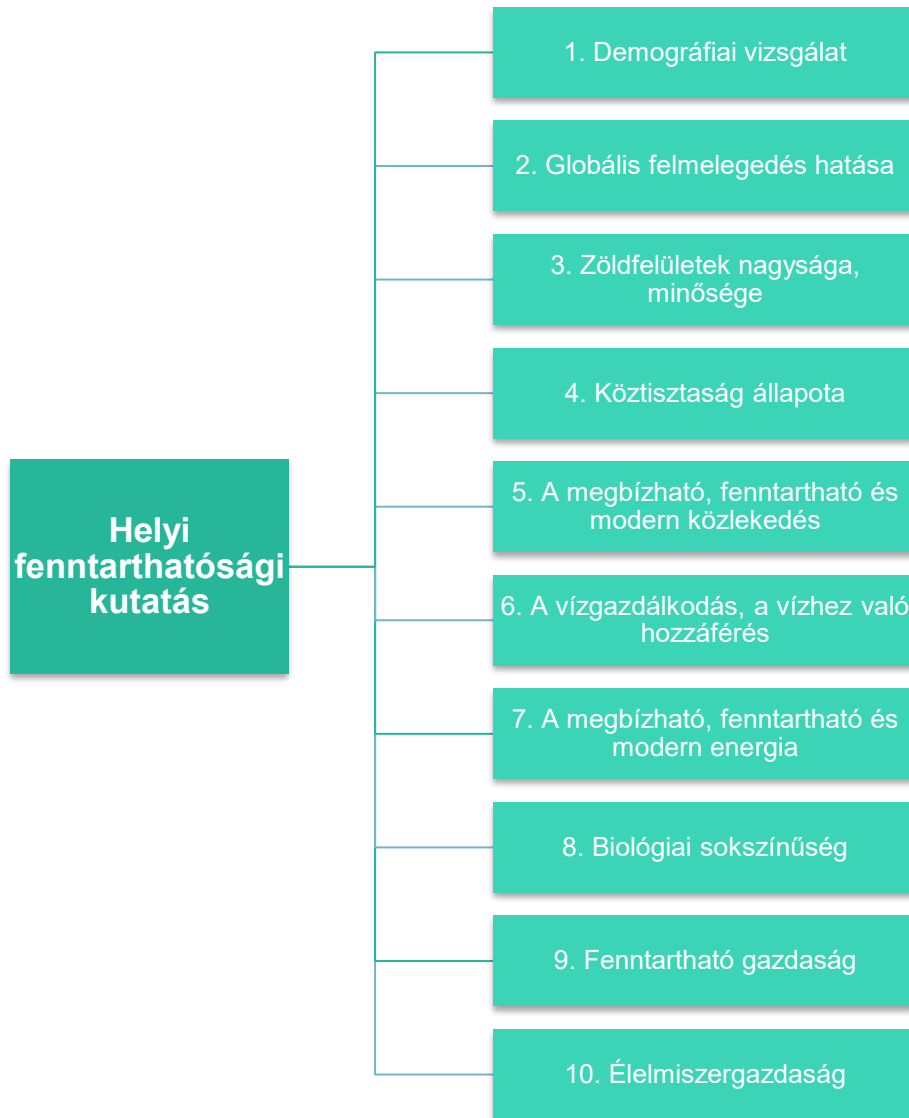 1. Demográfiai vizsgálat
2. Globális felmelegedés hatása
3. Zöldfelületek nagysága,
minősége
4. Köztisztaság állapota
5. A megbízható, fenntartható és
modern közlekedés
Helyi
fenntarthatósági
kutatás
6. A vízgazdálkodás, a vízhez való
hozzáférés
7. A megbízható, fenntartható és
modern energia
8. Biológiai sokszínűség
9. Fenntartható gazdaság
10. Élelmiszergazdaság